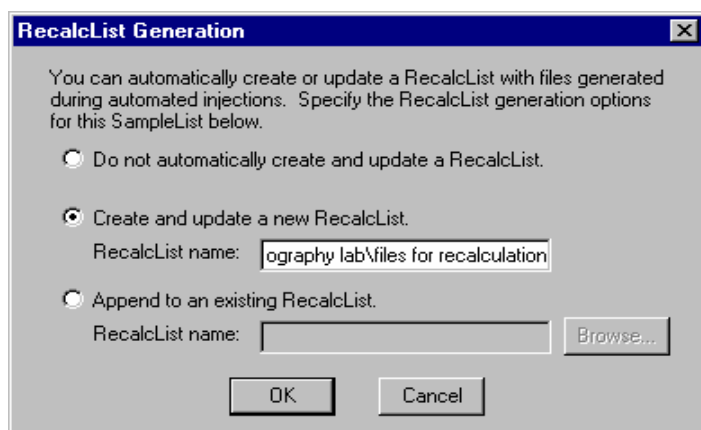 RecalcList Generation
You can automatically create or update a RecalcList with files generated
during automated injections.  Specify the RecalcList generation options
for this SampleList below.
Do not automatically create and update a RecalcList.
Create and update a new RecalcList.
RecalcList name: ography lab\files for recalculation
Append to an existing RecalcList.
RecalcList name: Browse...
OK Cancel